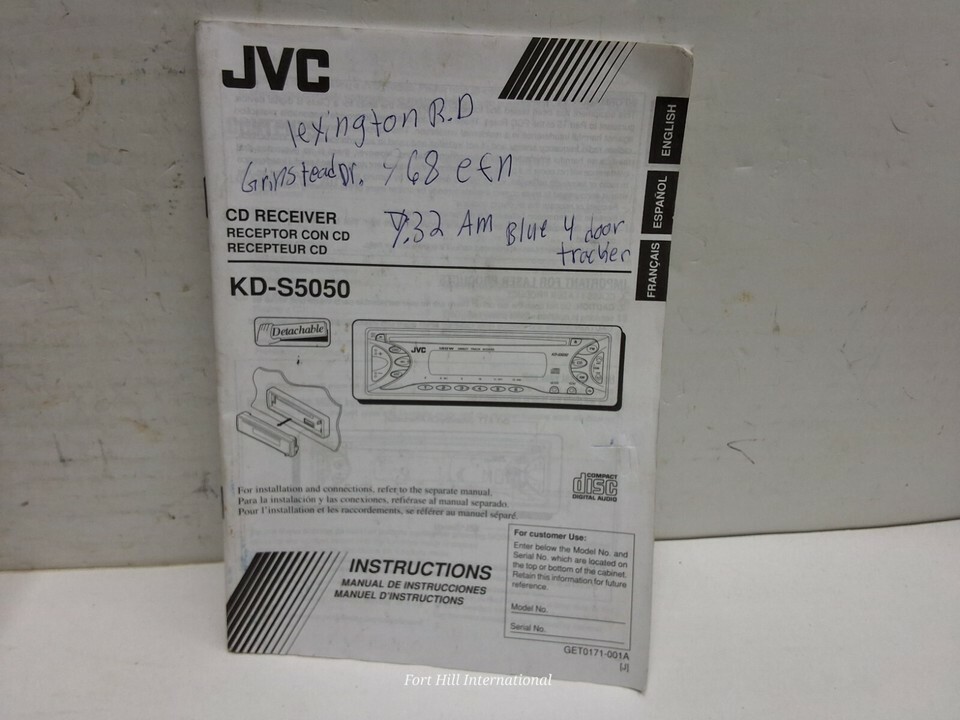 JVC
lexington R.D
Grinstead Dr. 768 efn
7:32 Am Blue 4 door
tracker
ENGLISH
ESPAÑOL
FRANÇAIS
CD RECEIVER
RECEPTOR CON CD
RECEPTEUR CD
KD-S5050
Detachable
JVC
For installation and connections, refer to the separate manual.
Para la instalación y las conexiones, refiérase al manual separado.
Pour l'installation et les raccordements, se référer au manuel séparé.
COMPACT
disc
DIGITAL AUDIO
For customer Use:
Enter below the Model No. and
Serial No. which are located on
the top or bottom of the cabinet.
Retain this information for future
reference.
Model No.
Serial No.
INSTRUCTIONS
MANUAL DE INSTRUCCIONES
MANUEL D'INSTRUCTIONS
GET0171-001A
[J]
Fort Hill International